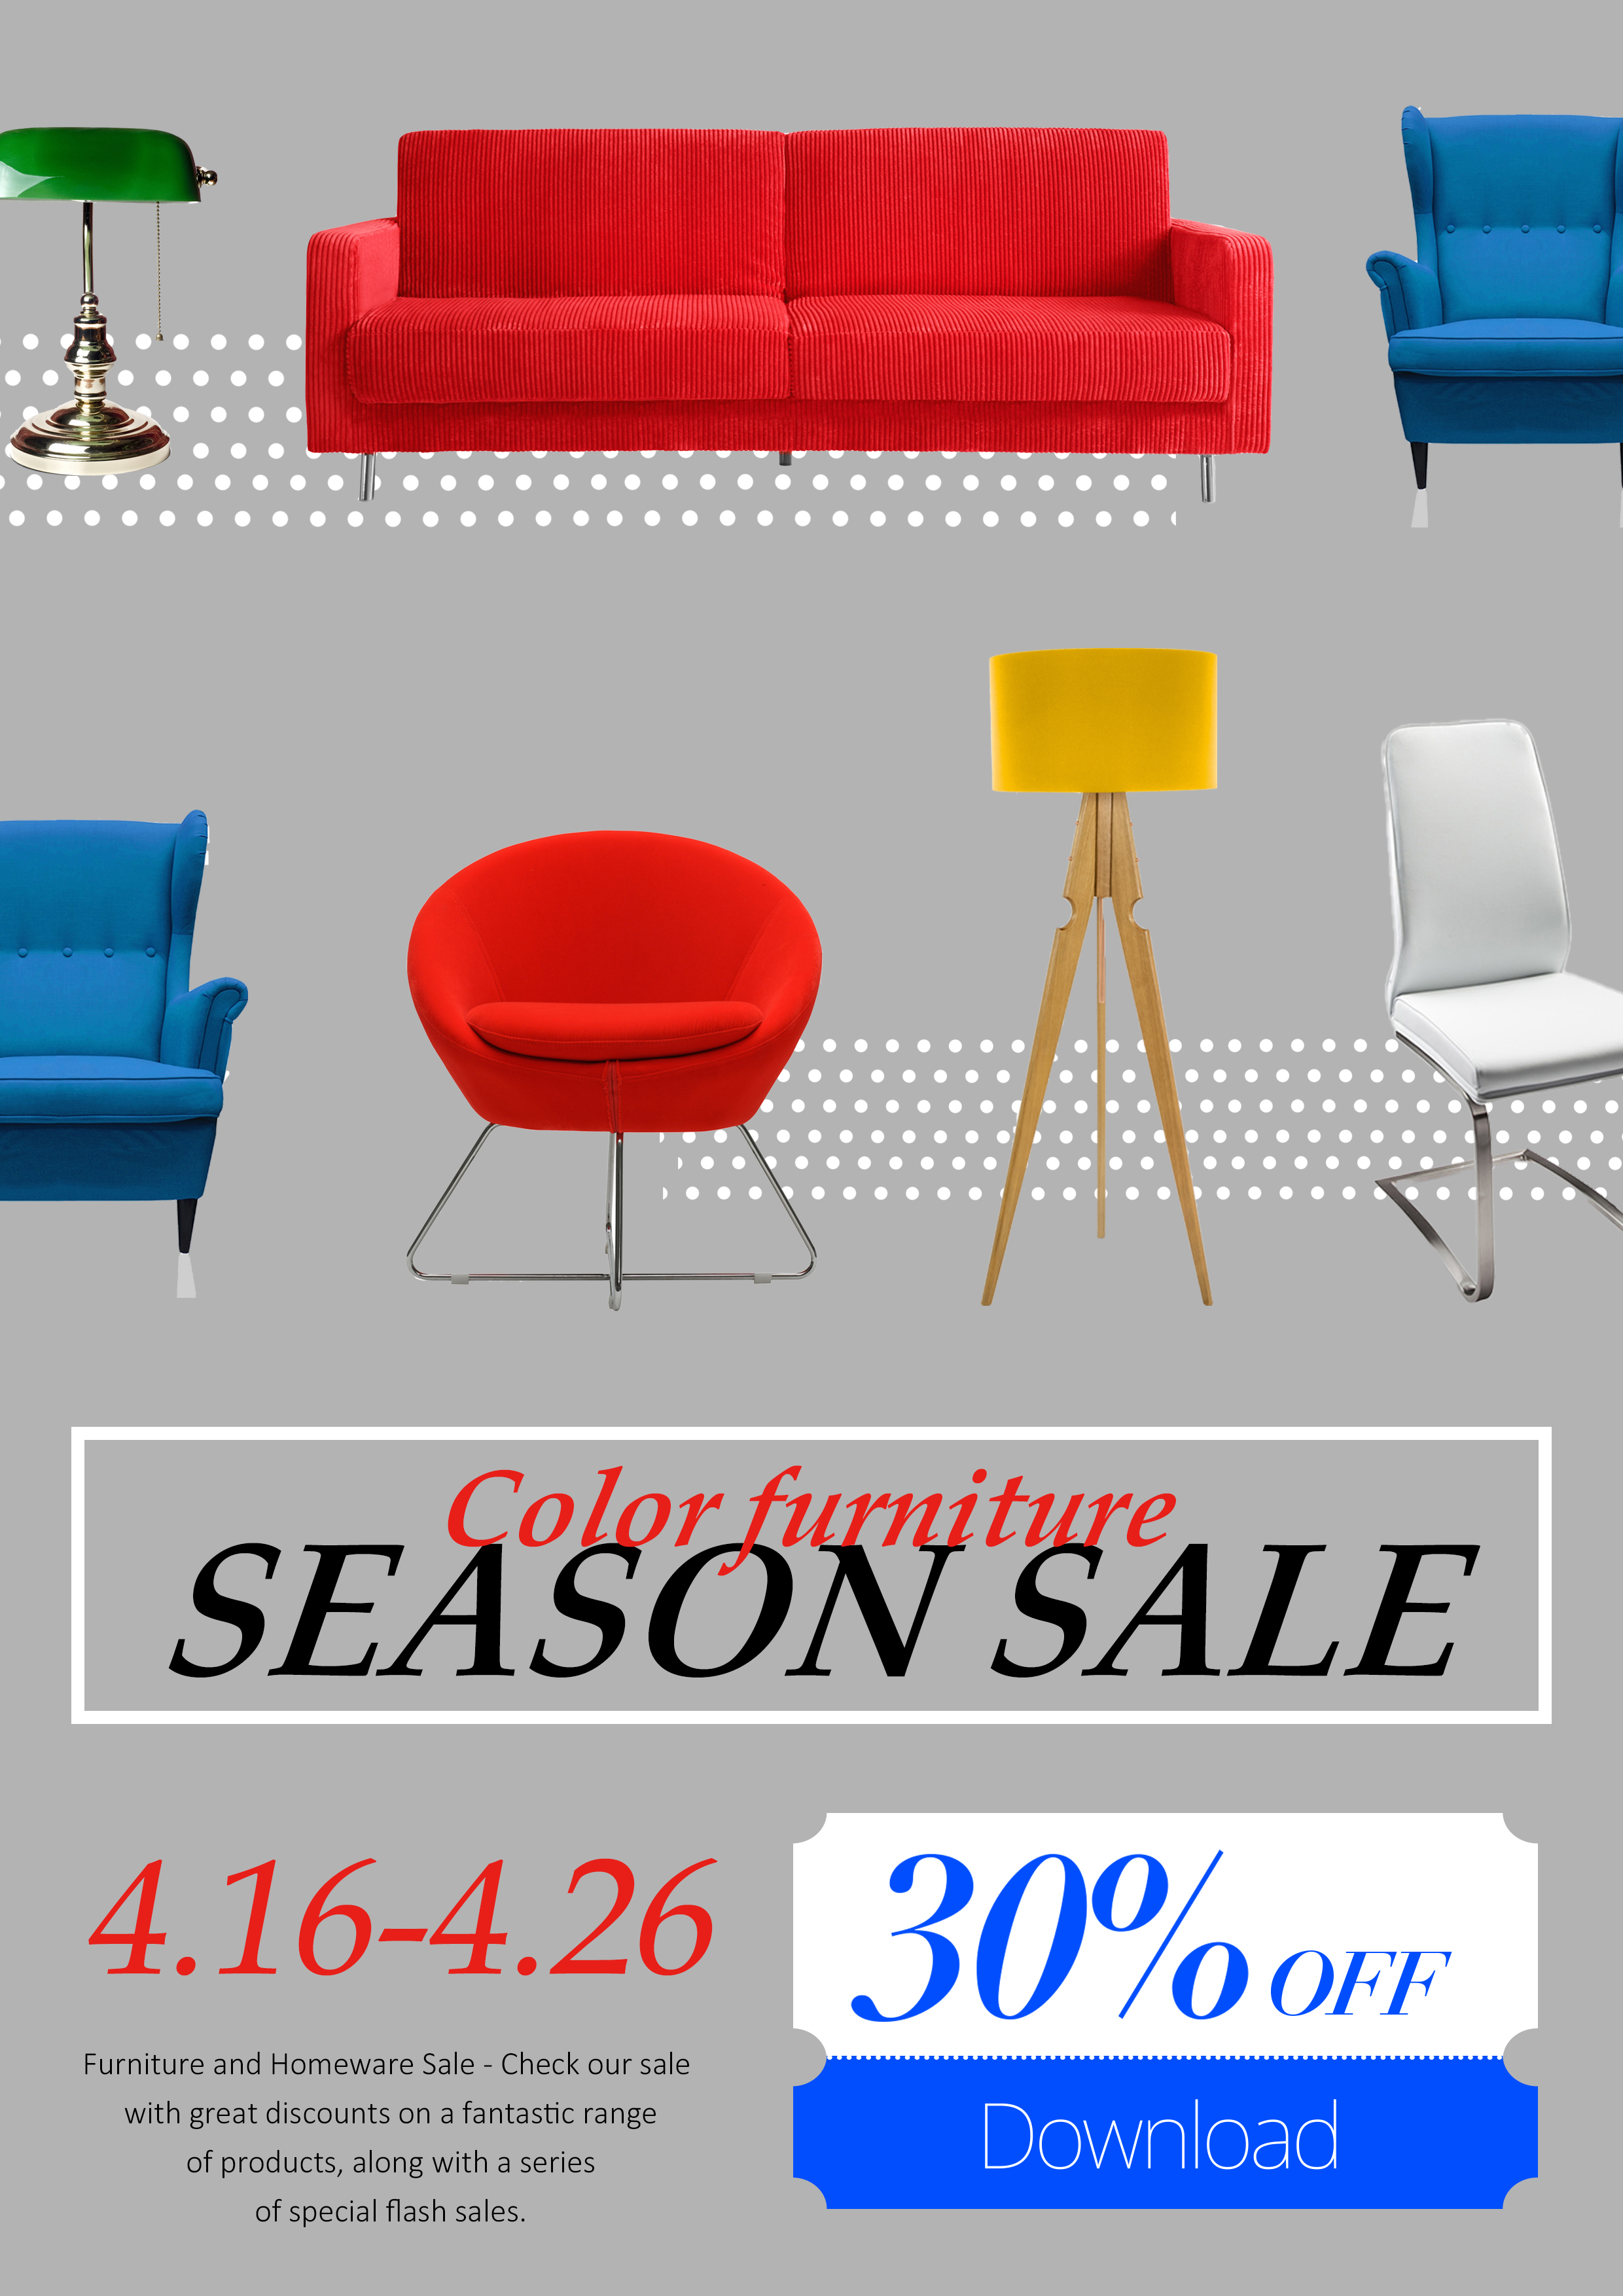 Color furniture
SEASON SALE
4.16-4.26
Furniture and Homeware Sale - Check our sale
with great discounts on a fantastic range
of products, along with a series
of special flash sales.
30% OFF
Download